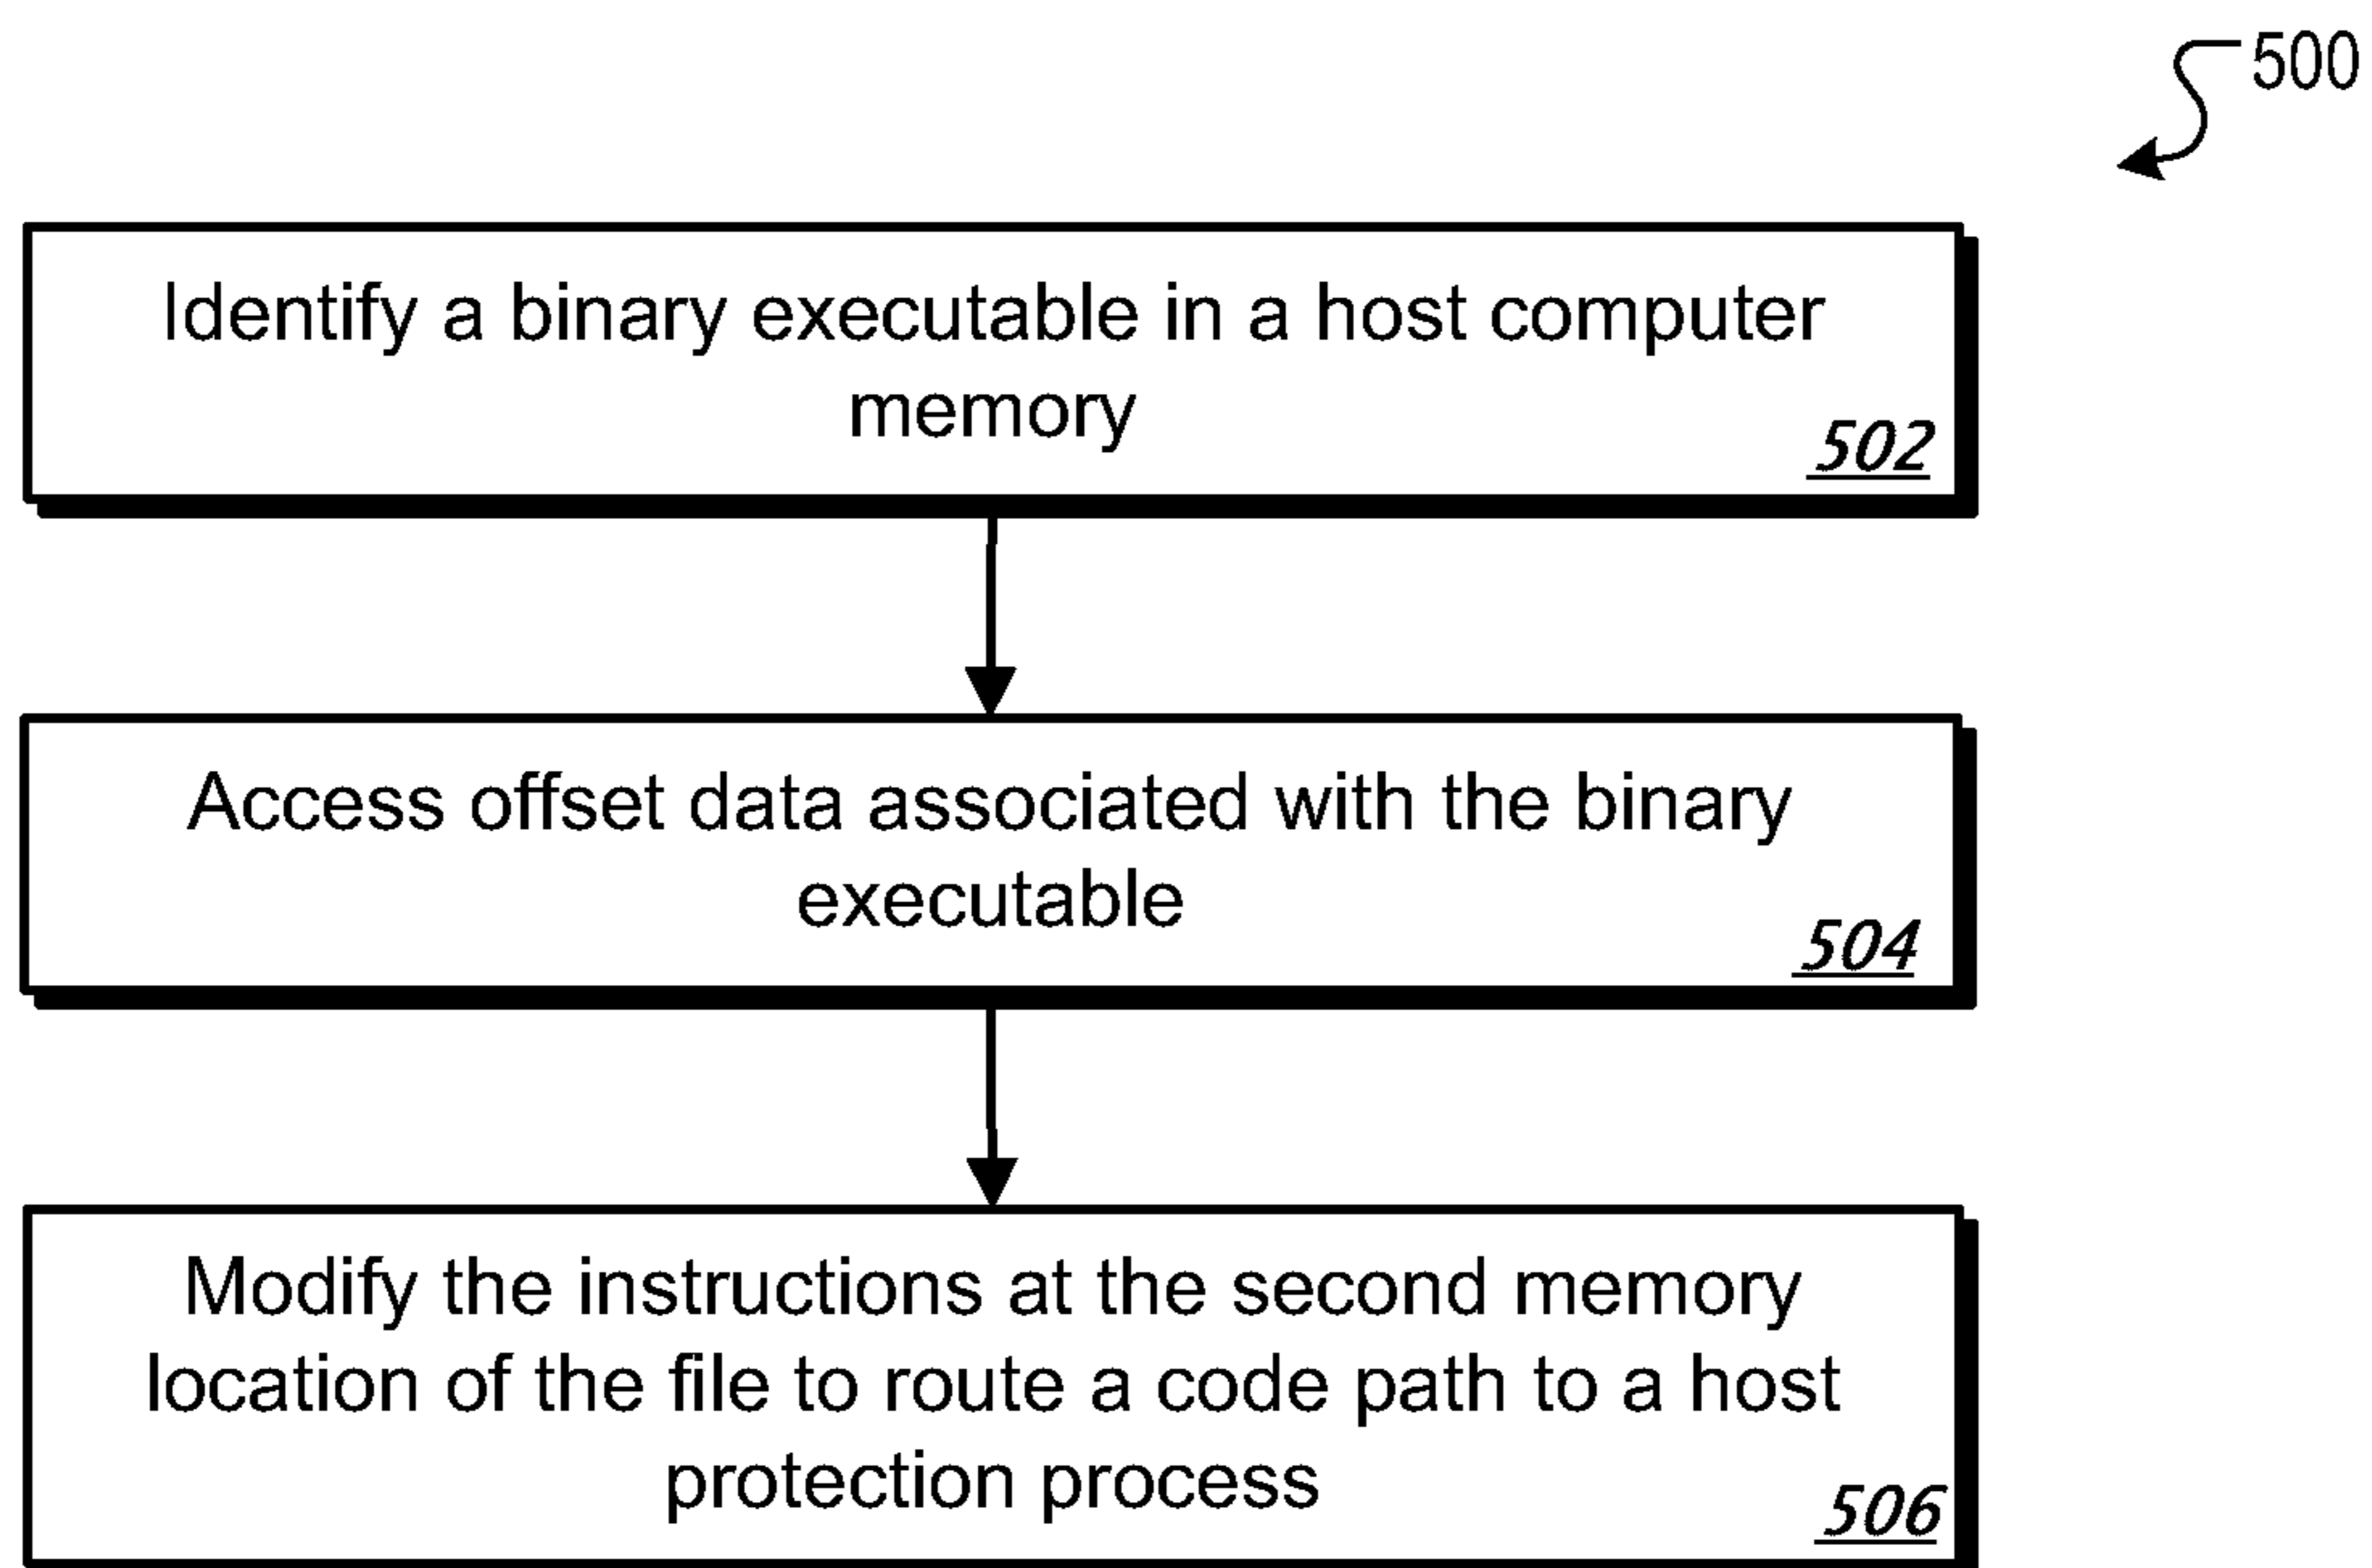 500
Identify a binary executable in a host computer
memory
502
Access offset data associated with the binary
executable
504
Modify the instructions at the second memory
location of the file to route a code path to a host
protection process
506